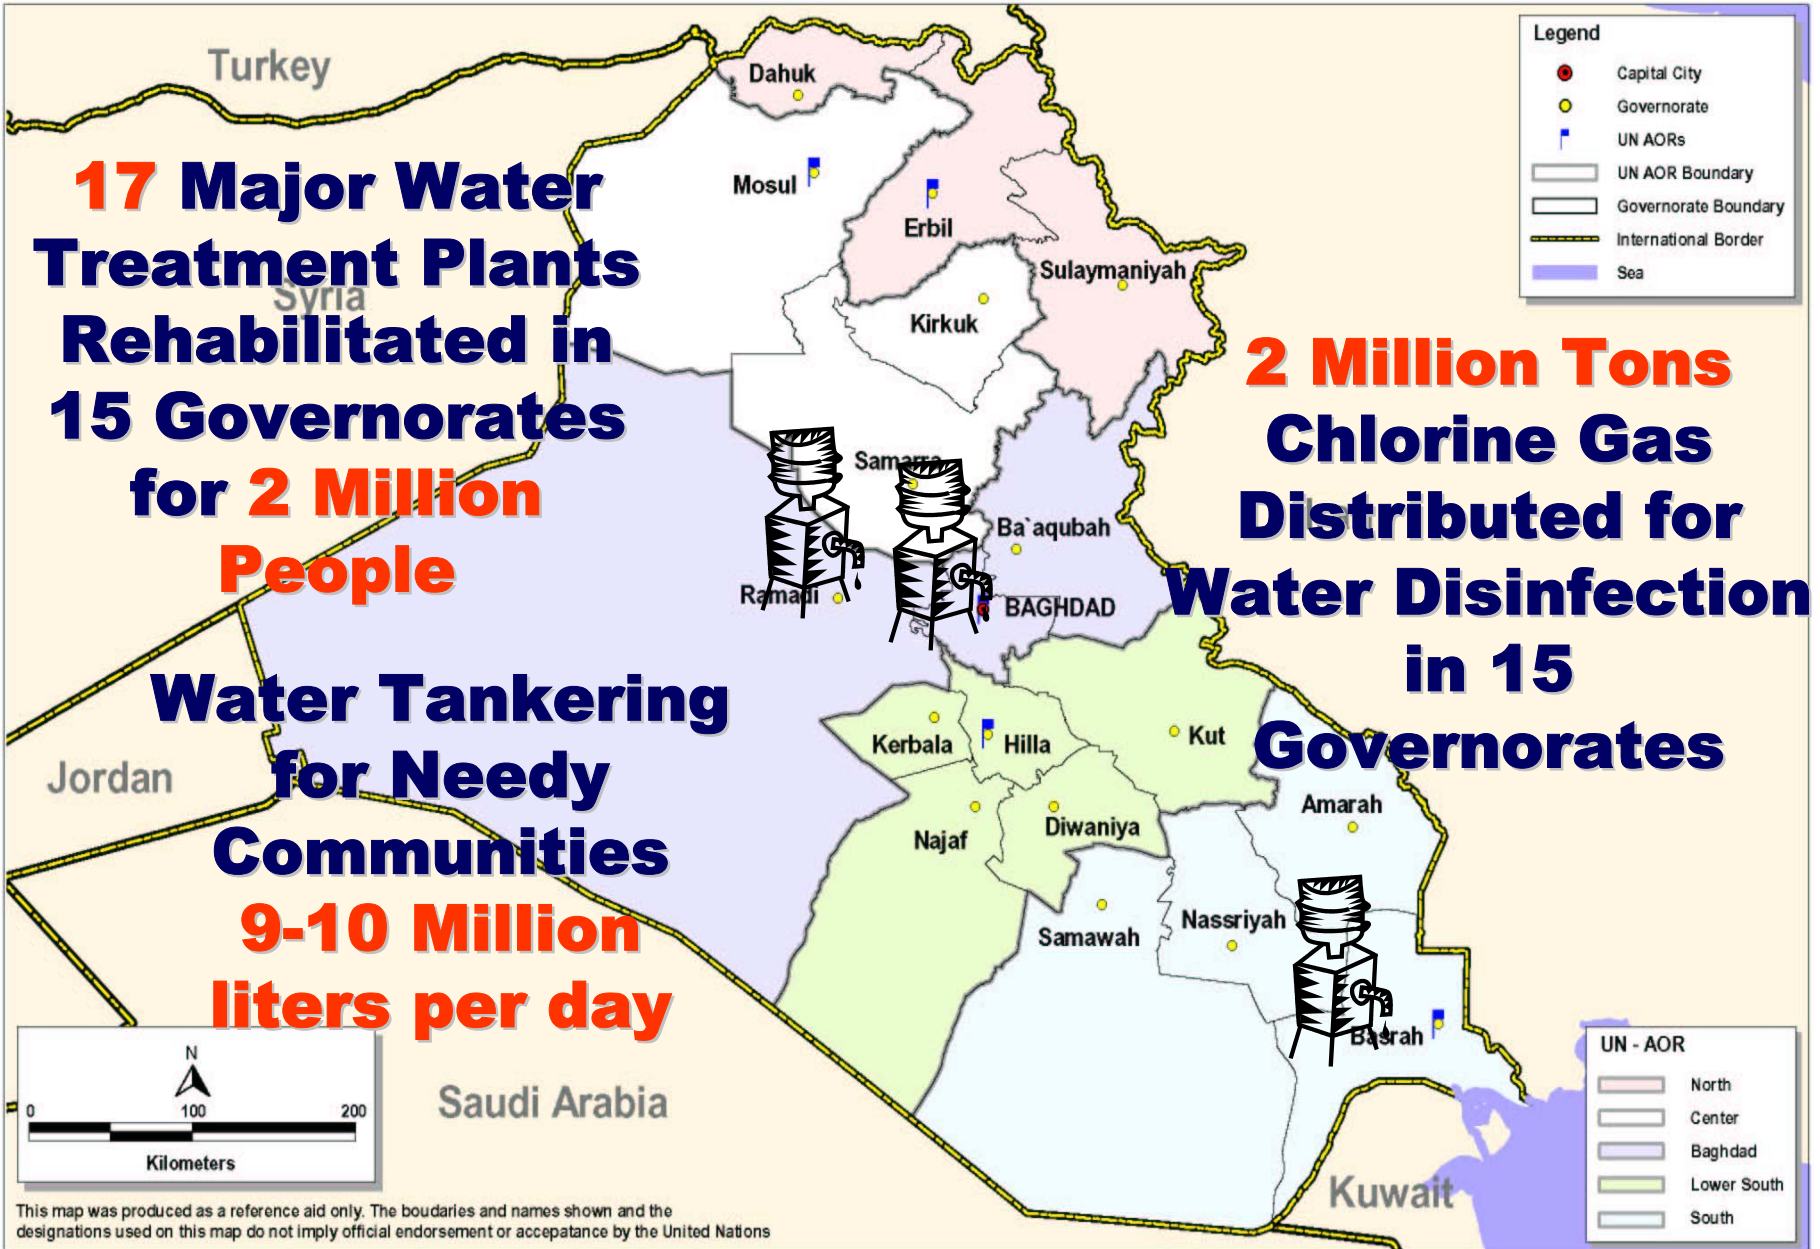 Turkey
Dahuk
Mosul
Erbil
Sulaymaniyah
Kirkuk
Syria
17 Major Water
Treatment Plants
Rehabilitated in
15 Governorates
for 2 Million
People
Legend
Capital City
Governorate
UN AORs
UN AOR Boundary
Governorate Boundary
International Border
Sea
2 Million Tons
Chlorine Gas
Distributed for
Water Disinfection
in 15
Governorates
Samarra
Ba`aqubah
Ramadi
BAGHDAD
Water Tankering
for Needy
Communities
9-10 Million
liters per day
Jordan
Kerbala
Hilla
Kut
Najaf
Diwaniya
Amarah
Samawah
Nassriyah
Basrah
Saudi Arabia
Kuwait
N
0 100 200
Kilometers
UN - AOR
North
Center
Baghdad
Lower South
South
This map was produced as a reference aid only. The boudaries and names shown and the
designations used on this map do not imply official endorsement or accepatance by the United Nations